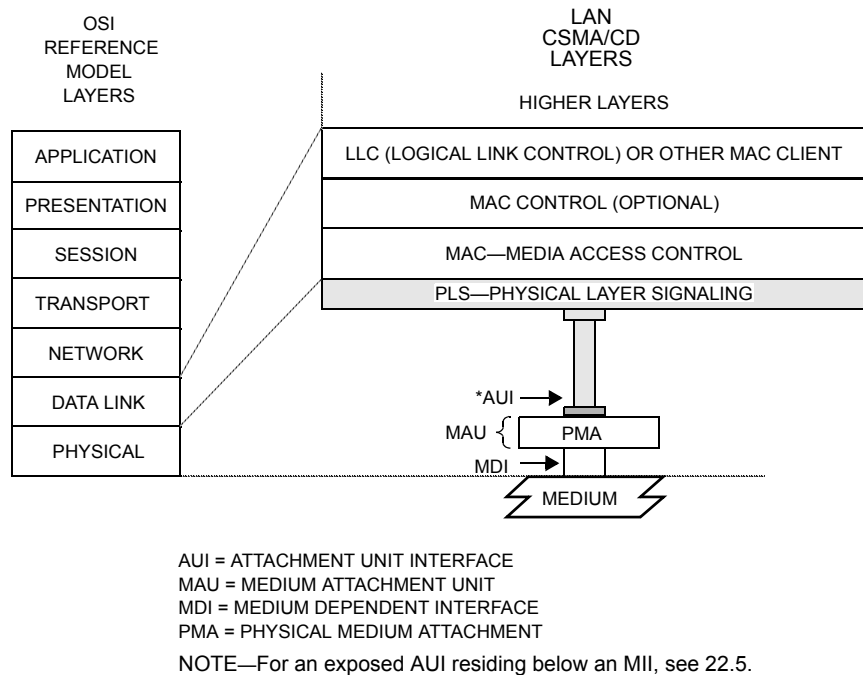 OSI
REFERENCE
MODEL
LAYERS
LAN
CSMA/CD
LAYERS
HIGHER LAYERS
APPLICATION
PRESENTATION
SESSION
TRANSPORT
NETWORK
DATA LINK
PHYSICAL
LLC (LOGICAL LINK CONTROL) OR OTHER MAC CLIENT
MAC CONTROL (OPTIONAL)
MAC—MEDIA ACCESS CONTROL
PLS—PHYSICAL LAYER SIGNALING
*AUI
MAU
PMA
MDI
MEDIUM
AUI = ATTACHMENT UNIT INTERFACE
MAU = MEDIUM ATTACHMENT UNIT
MDI = MEDIUM DEPENDENT INTERFACE
PMA = PHYSICAL MEDIUM ATTACHMENT
NOTE—For an exposed AUI residing below an MII, see 22.5.